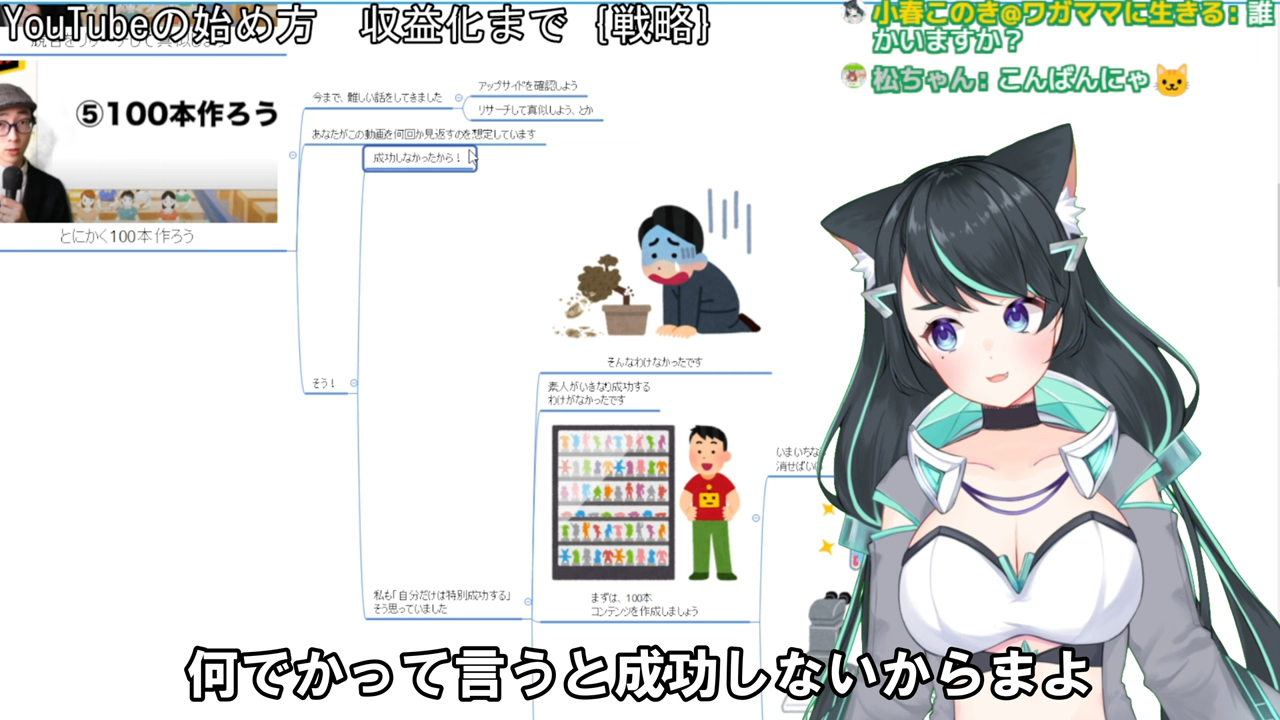 YouTubeの始め方　収益化まで {戦略}
小春このき@ワガママに生きる: 誰
かいますか？
松ちゃん: こんばんにゃ🐱
⑤100本作ろう
とにかく100本作ろう
今まで、難しい話をしてきました
アップサイドを確認しよう
リサーチして真似しよう、とか
あなたがこの動画を何回か見返すのを想定しています
成功しなかったから！
そう！
そんなわけなかったです
素人がいきなり成功する
わけがなかったです
いまいちな
消せばいい
私も「自分だけは特別成功する」
そう思っていました
まずは、100本
コンテンツを作成しましょう
何でかって言うと成功しないからまよ